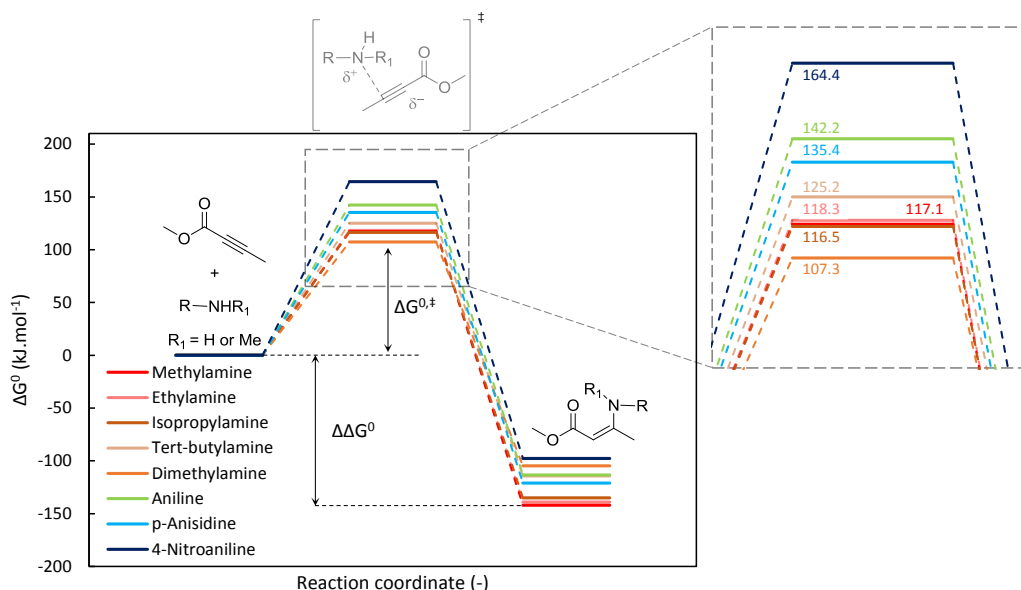 ‡
H
R N R₁
δ⁺
O
O
δ⁻
ΔG⁰ (kJ.mol⁻¹)
200
150
100
50
0
-50
-100
-150
-200
O
O
+
R NHR₁
R₁ = H or Me
ΔG⁰,‡
ΔΔG⁰
R₁ N R
O
O
Methylamine
Ethylamine
Isopropylamine
Tert-butylamine
Dimethylamine
Aniline
p-Anisidine
4-Nitroaniline
Reaction coordinate (-)
164.4
142.2
135.4
125.2
118.3 117.1
116.5
107.3